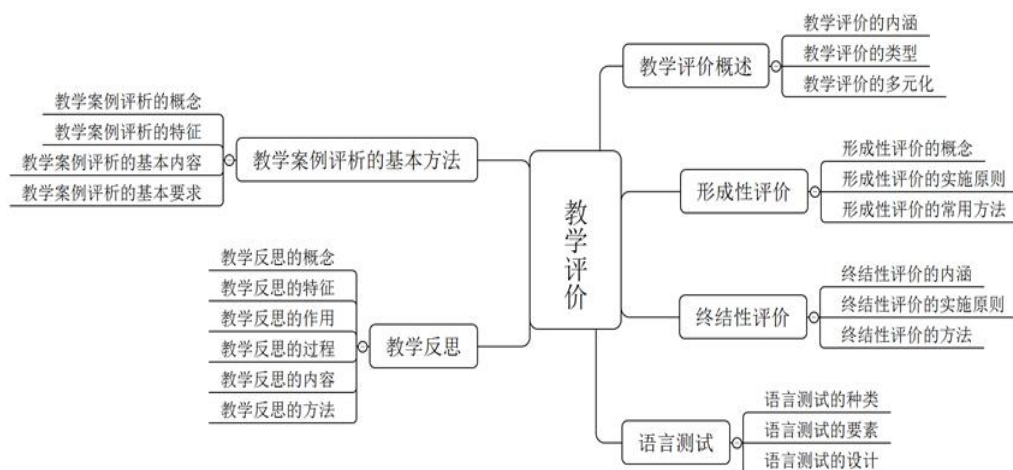 教学评价
教学评价概述
教学评价的内涵
教学评价的类型
教学评价的多元化
形成性评价
形成性评价的概念
形成性评价的实施原则
形成性评价的常用方法
终结性评价
终结性评价的内涵
终结性评价的实施原则
终结性评价的方法
语言测试
语言测试的种类
语言测试的要素
语言测试的设计
教学案例评析的基本方法
教学案例评析的概念
教学案例评析的特征
教学案例评析的基本内容
教学案例评析的基本要求
教学反思
教学反思的概念
教学反思的特征
教学反思的作用
教学反思的过程
教学反思的内容
教学反思的方法